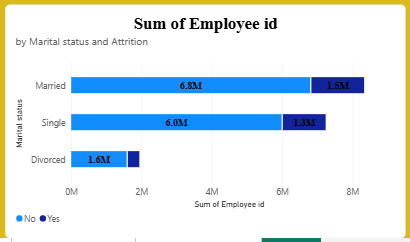 Sum of Employee id
by Marital status and Attrition
Marital status
Married
6.8M
1.5M
Single
6.0M
1.3M
Divorced
1.6M
0M
2M
4M
6M
8M
Sum of Employee id
No
Yes